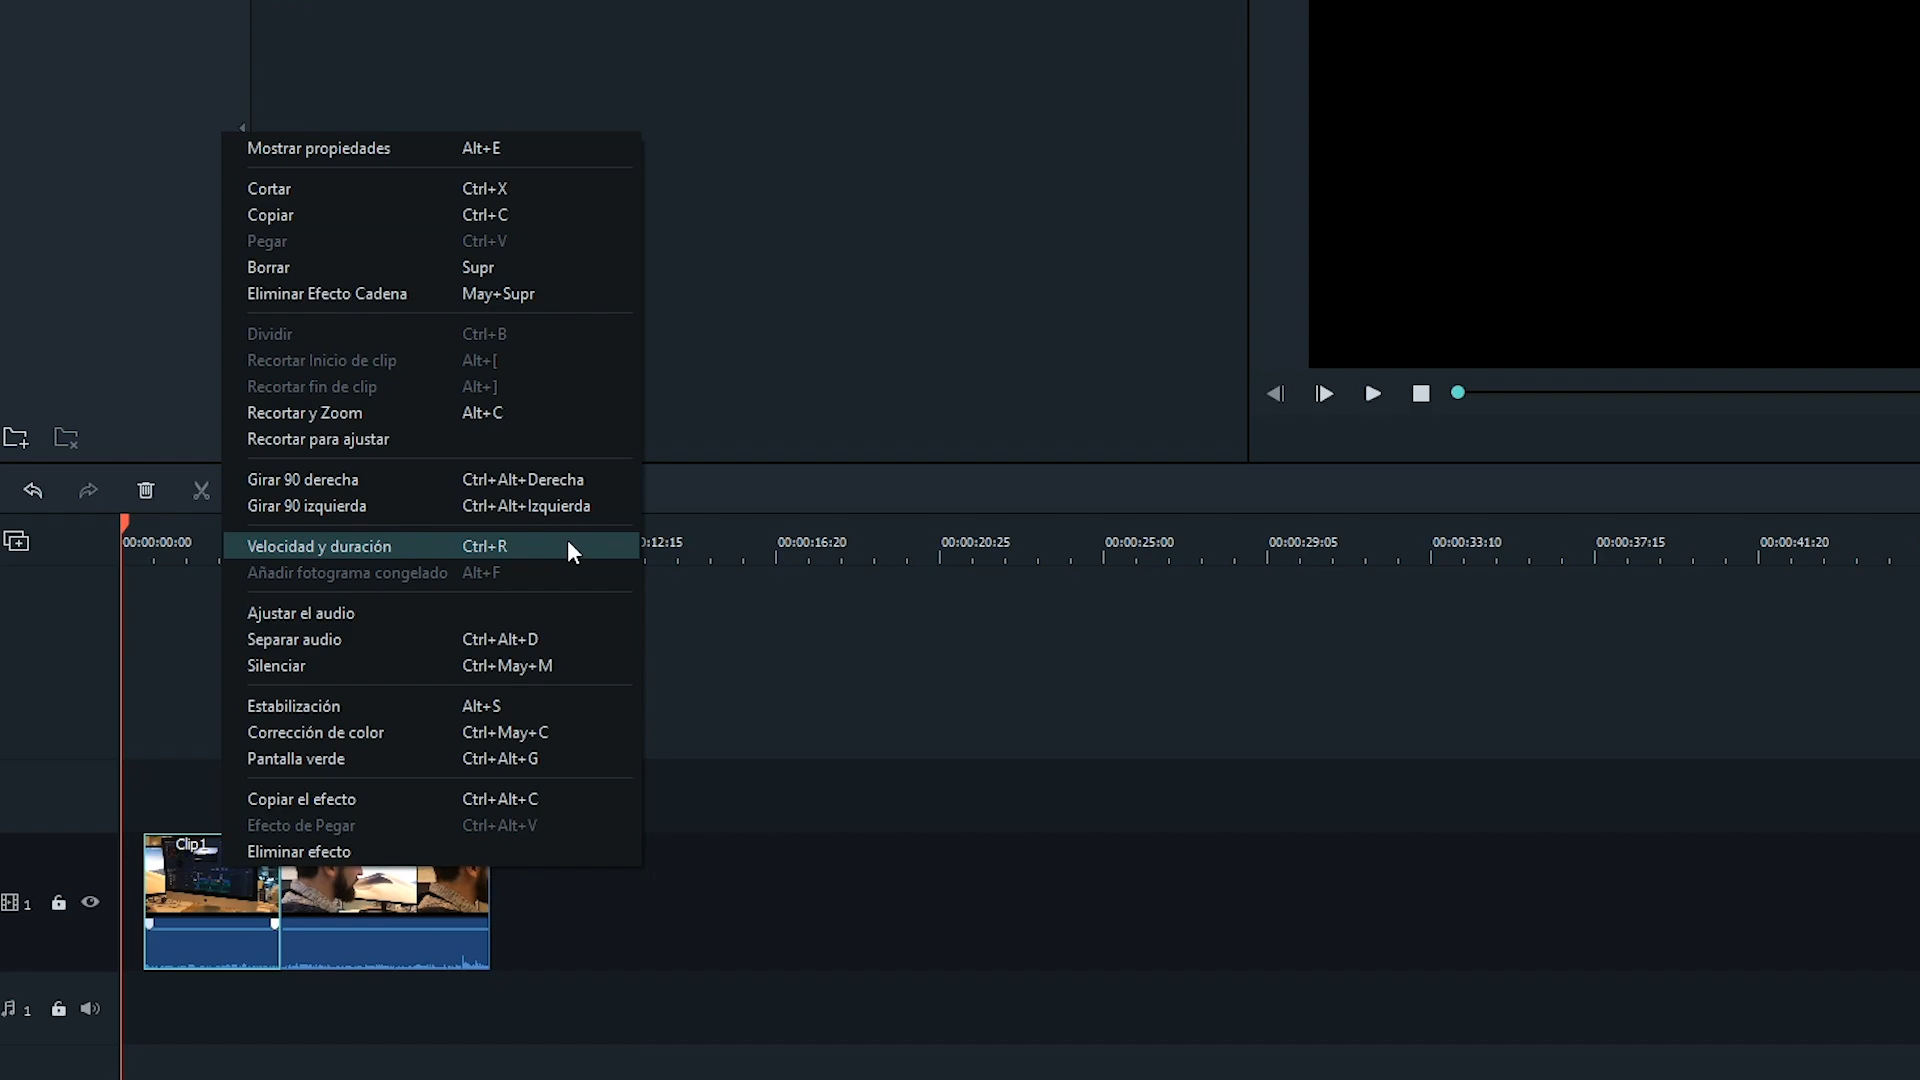 Mostrar propiedades Alt+E
Cortar Ctrl+X
Copiar Ctrl+C
Pegar Ctrl+V
Borrar Supr
Eliminar Efecto Cadena May+Supr
Dividir Ctrl+B
Recortar Inicio de clip Alt+[
Recortar fin de clip Alt+]
Recortar y Zoom Alt+C
Recortar para ajustar
Girar 90 derecha Ctrl+Alt+Derecha
Girar 90 izquierda Ctrl+Alt+Izquierda
Velocidad y duración Ctrl+R
Añadir fotograma congelado Alt+F
Ajustar el audio
Separar audio Ctrl+Alt+D
Silenciar Ctrl+May+M
Estabilización Alt+S
Corrección de color Ctrl+May+C
Pantalla verde Ctrl+Alt+G
Copiar el efecto Ctrl+Alt+C
Efecto de Pegar Ctrl+Alt+V
Eliminar efecto
00:00:00:00 :12:15 00:00:16:20 00:00:20:25 00:00:25:00 00:00:29:05 00:00:33:10 00:00:37:15 00:00:41:20
Clip1
1
1